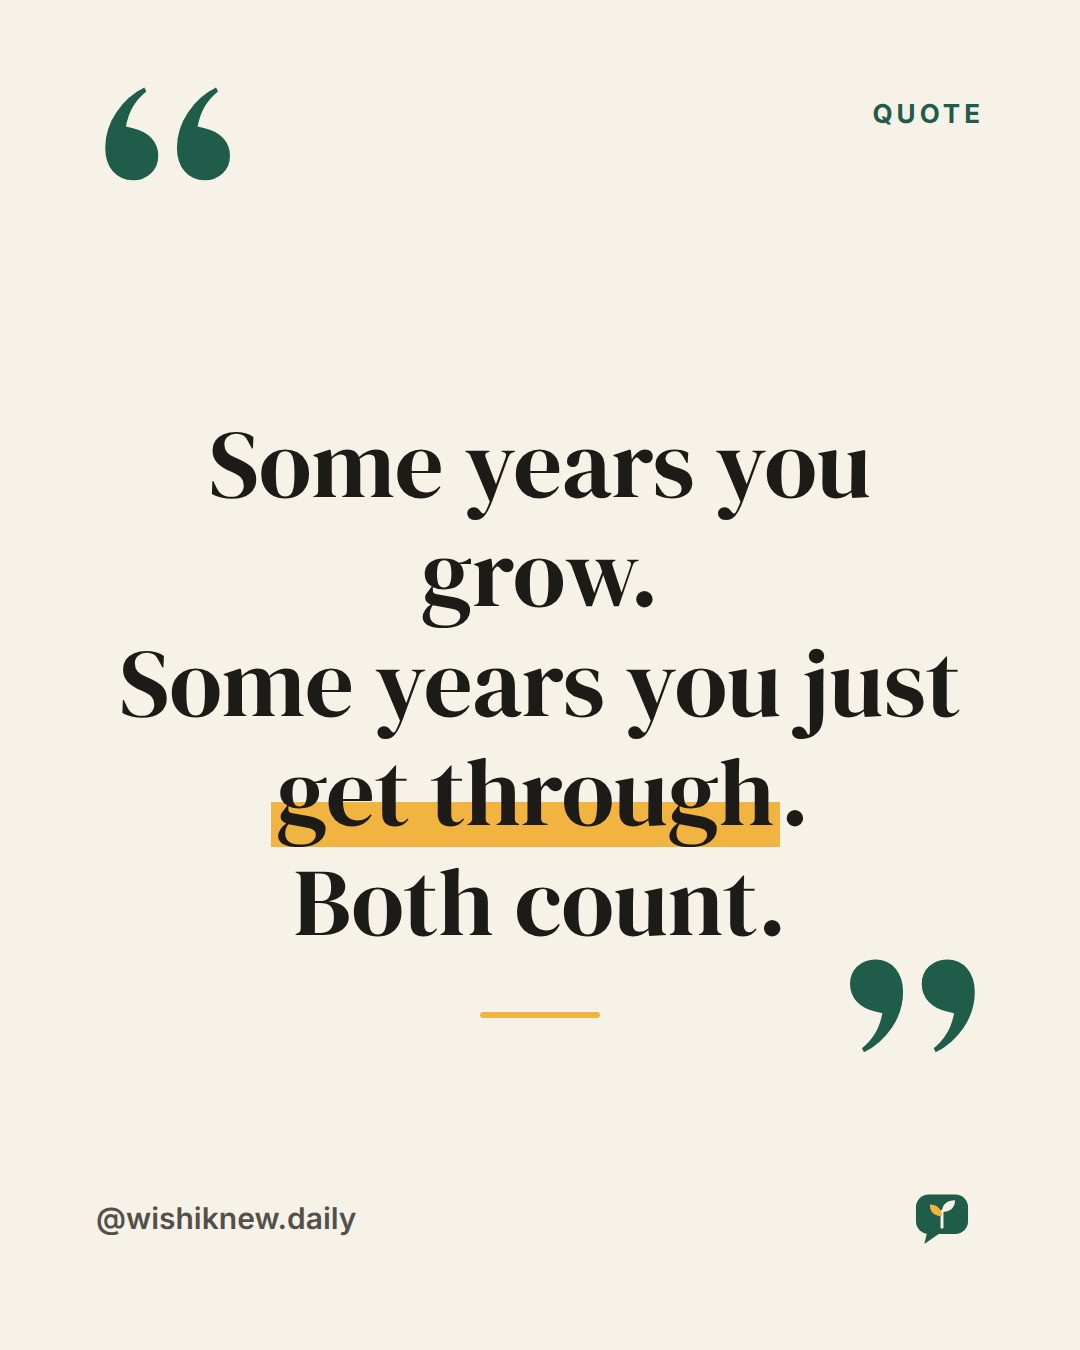 “
QUOTE
Some years you
grow.
Some years you just
get through.
Both count.
”
@wishiknew.daily